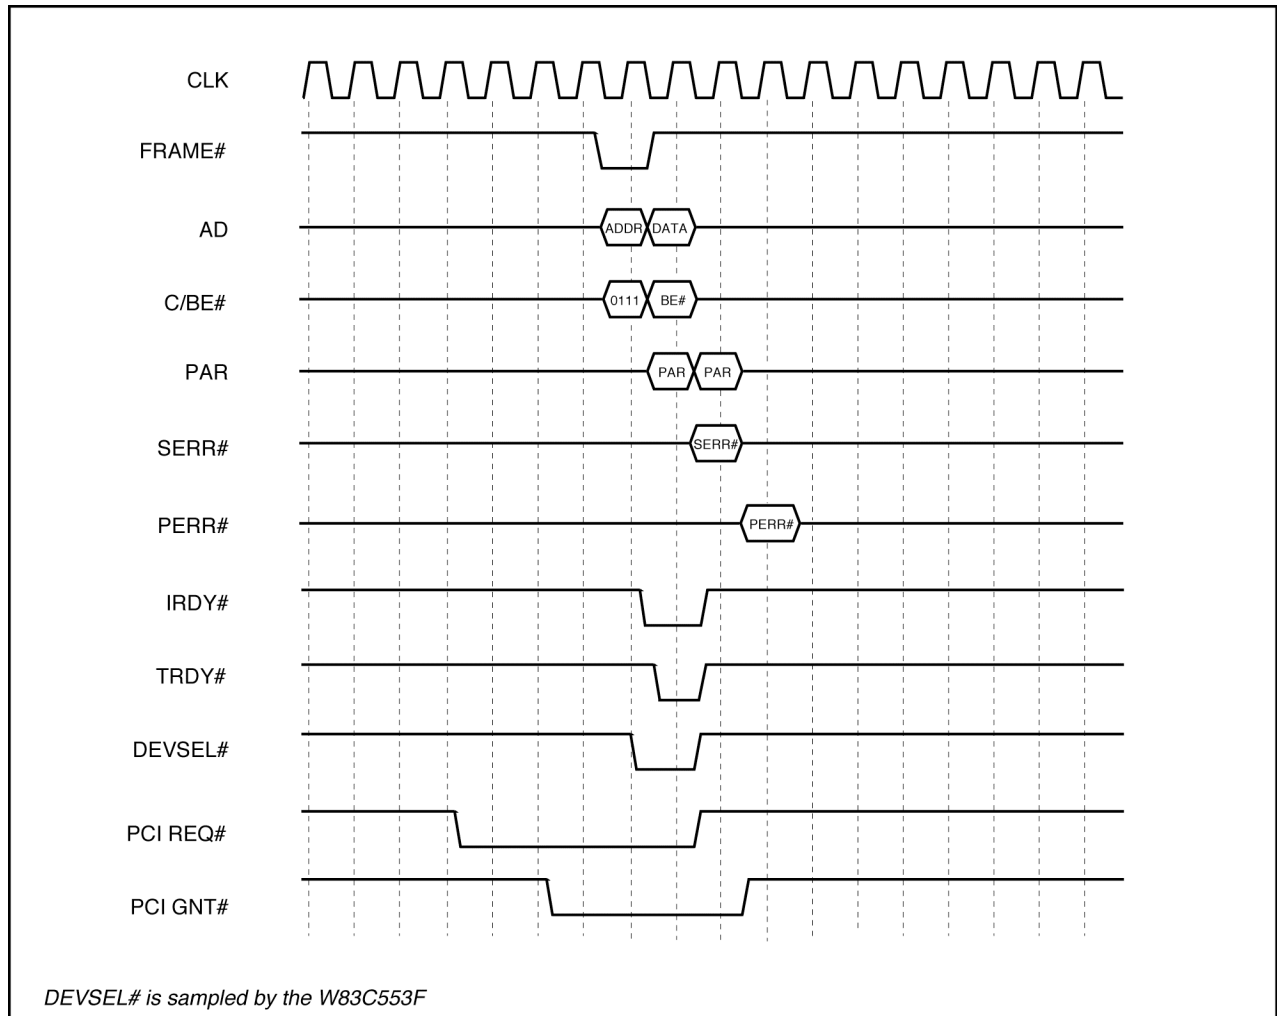 CLK
FRAME#
AD
ADDR DATA
C/BE#
0111 BE#
PAR
PAR PAR
SERR#
SERR#
PERR#
PERR#
IRDY#
TRDY#
DEVSEL#
PCI REQ#
PCI GNT#
DEVSEL# is sampled by the W83C553F